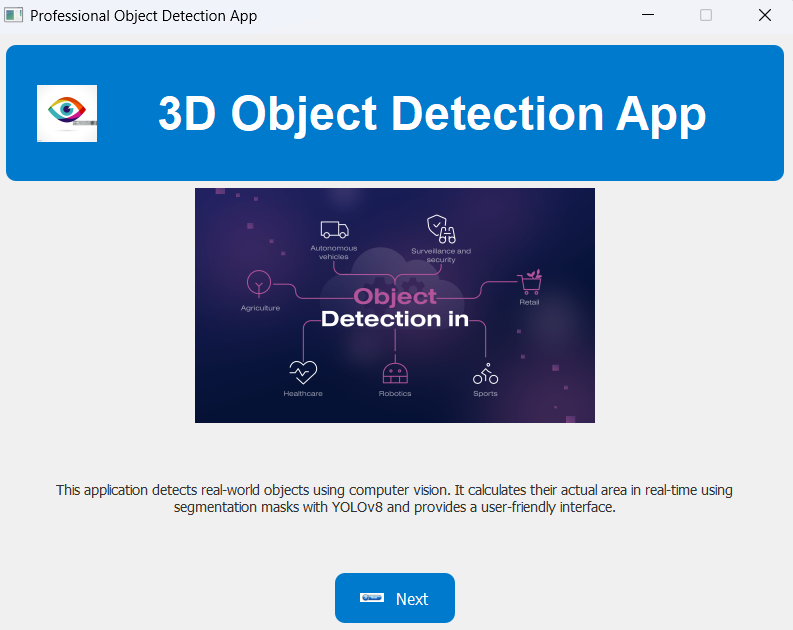 Professional Object Detection App
3D Object Detection App
Autonomous
vehicles
Surveillance and
security
Agriculture
Object
Detection in
Retail
Healthcare
Robotics
Sports
This application detects real-world objects using computer vision. It calculates their actual area in real-time using
segmentation masks with YOLOv8 and provides a user-friendly interface.
Next